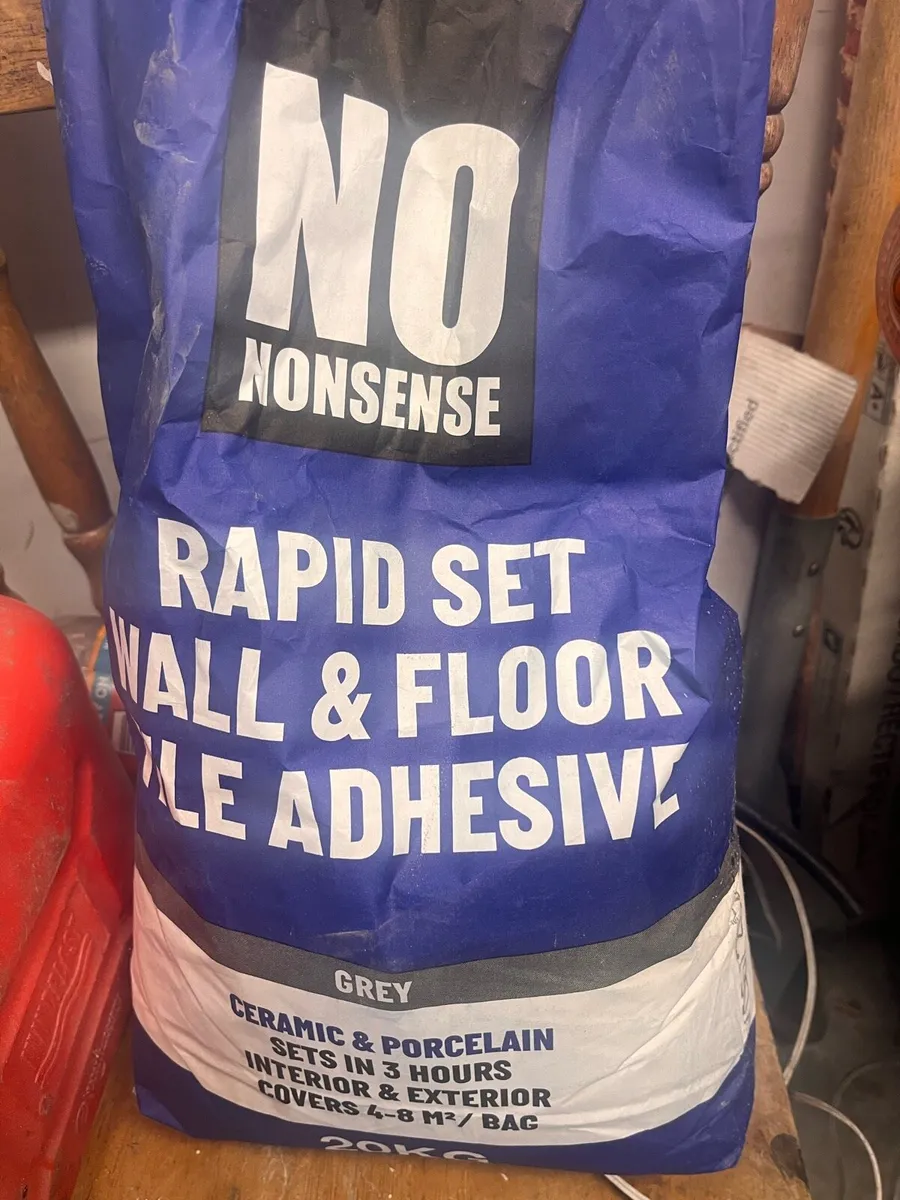 NO
NONSENSE
RAPID SET
WALL & FLOOR
TILE ADHESIVE
GREY
CERAMIC & PORCELAIN
SETS IN 3 HOURS
INTERIOR & EXTERIOR
COVERS 4-8 M²/ BAG
20KG